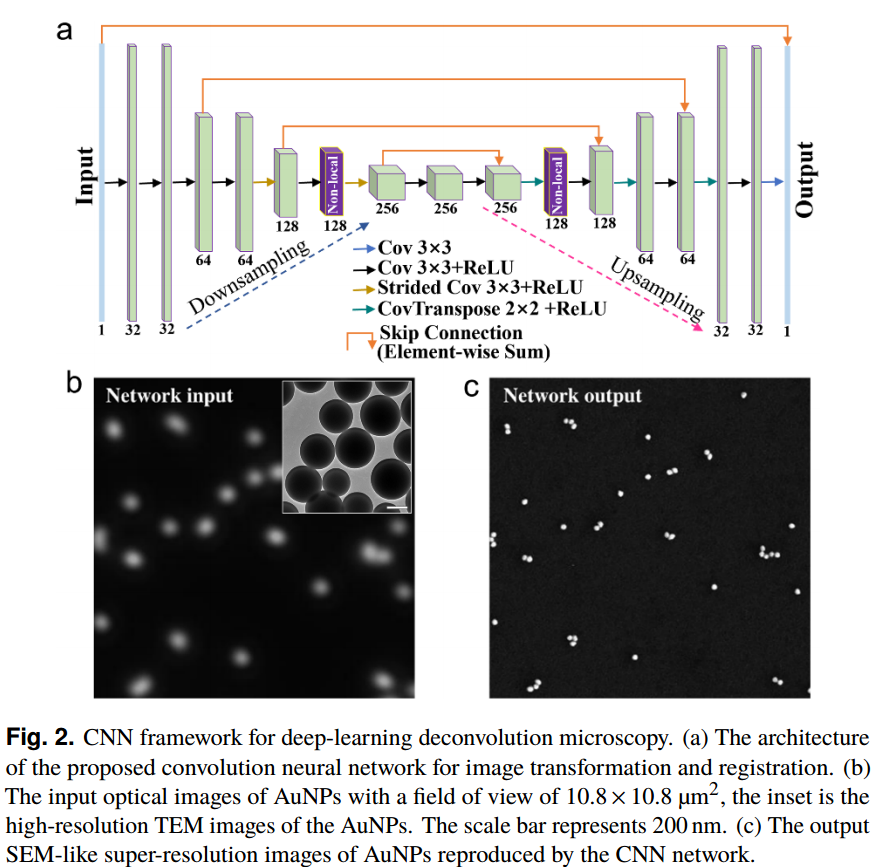 a
Input
1
32
32
64
64
128
Non-local
128
256
256
256
Non-local
128
128
64
64
32
32
1
Output
Downsampling
Upsampling
Cov 3×3
Cov 3×3+ReLU
Strided Cov 3×3+ReLU
CovTranspose 2×2 +ReLU
Skip Connection
(Element-wise Sum)
b
Network input
c
Network output
Fig. 2. CNN framework for deep-learning deconvolution microscopy. (a) The architecture
of the proposed convolution neural network for image transformation and registration. (b)
The input optical images of AuNPs with a field of view of 10.8 × 10.8 μm², the inset is the
high-resolution TEM images of the AuNPs. The scale bar represents 200 nm. (c) The output
SEM-like super-resolution images of AuNPs reproduced by the CNN network.